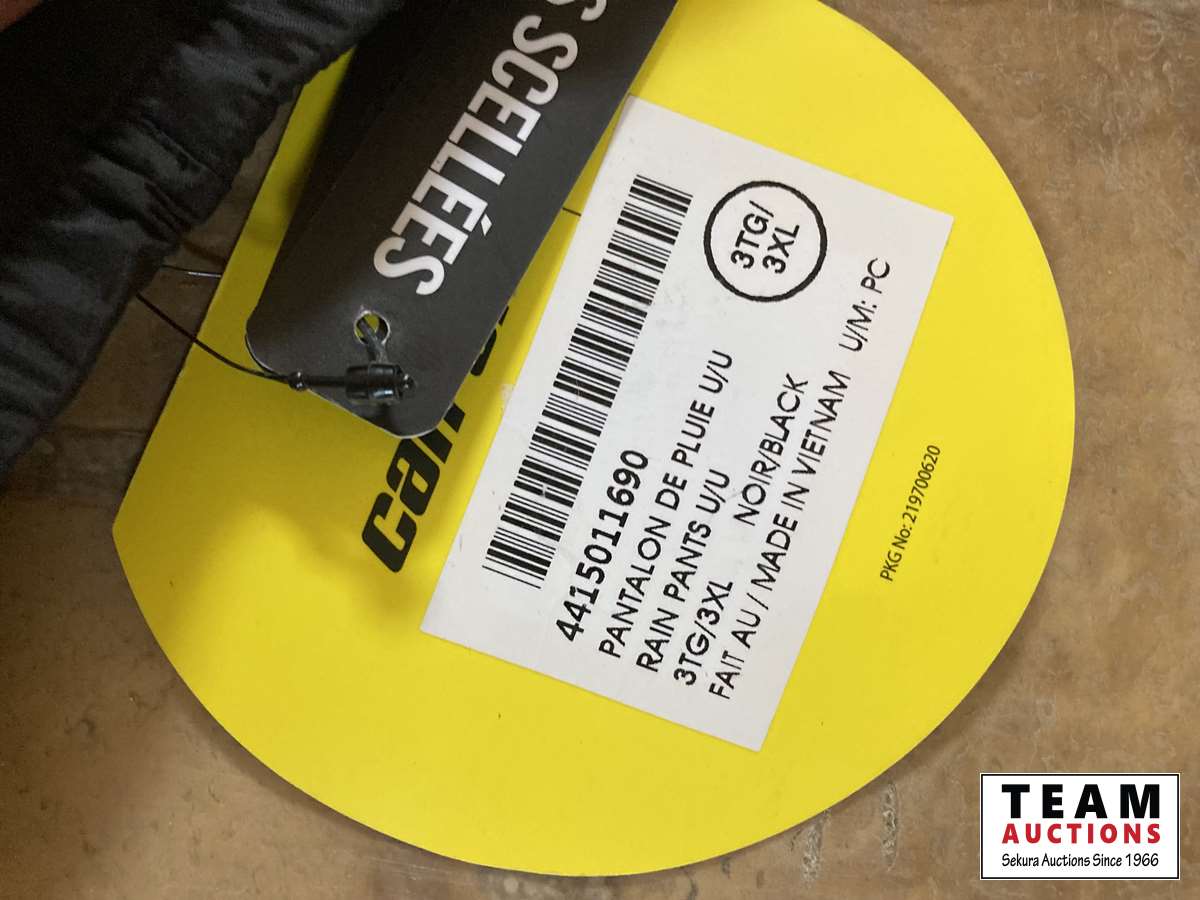 SCELLÉES
can
3TG/
3XL
4415011690
PANTALON DE PLUIE U/U
RAIN PANTS U/U
3TG/3XL NOIR/BLACK
FAIT AU / MADE IN VIETNAM U/M: PC
PKG No: 219700620
TEAM
AUCTIONS
Sekura Auctions Since 1966